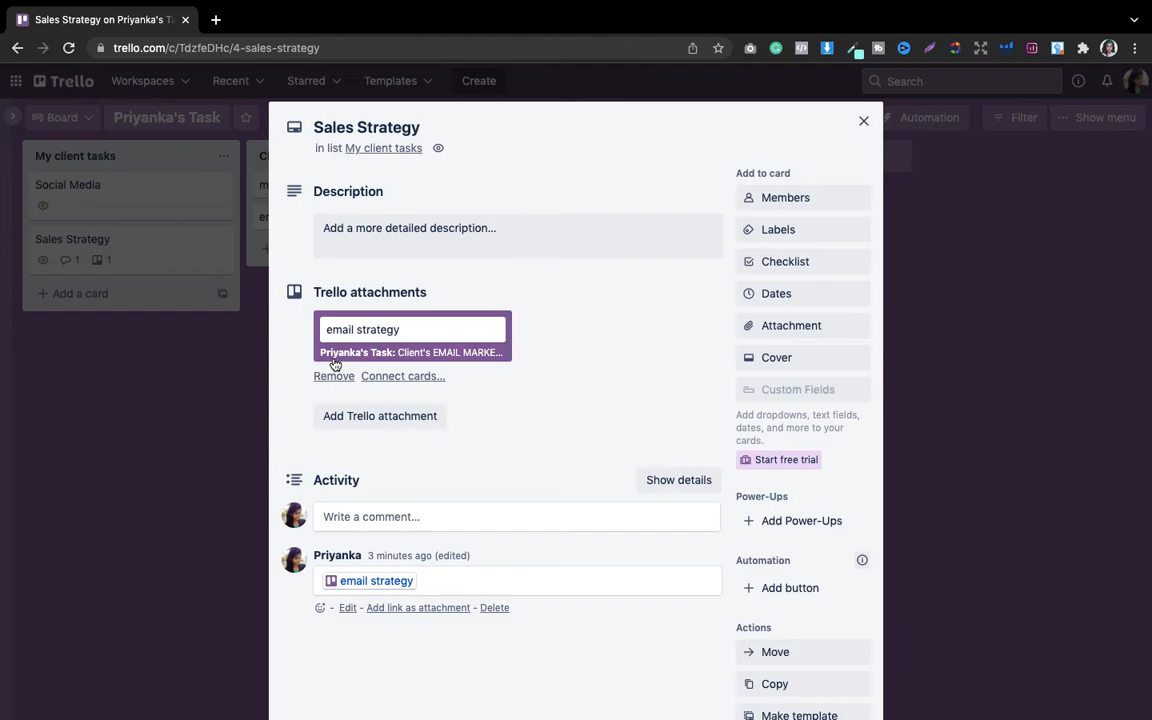 Sales Strategy on Priyanka's Ta
trello.com/c/TdzfeDHc/4-sales-strategy
Trello
Workspaces
Recent
Starred
Templates
Create
Search
Board
Priyanka's Task
Automation
Filter
Show menu
My client tasks
Social Media
Sales Strategy
1
1
Add a card
Sales Strategy
in list My client tasks
Description
Add a more detailed description...
Trello attachments
email strategy
Priyanka's Task: Client's EMAIL MARKE...
Remove
Connect cards...
Add Trello attachment
Activity
Show details
Write a comment...
Priyanka 3 minutes ago (edited)
email strategy
- Edit - Add link as attachment - Delete
Add to card
Members
Labels
Checklist
Dates
Attachment
Cover
Custom Fields
Add dropdowns, text fields,
dates, and more to your
cards.
Start free trial
Power-Ups
Add Power-Ups
Automation
Add button
Actions
Move
Copy
Make template